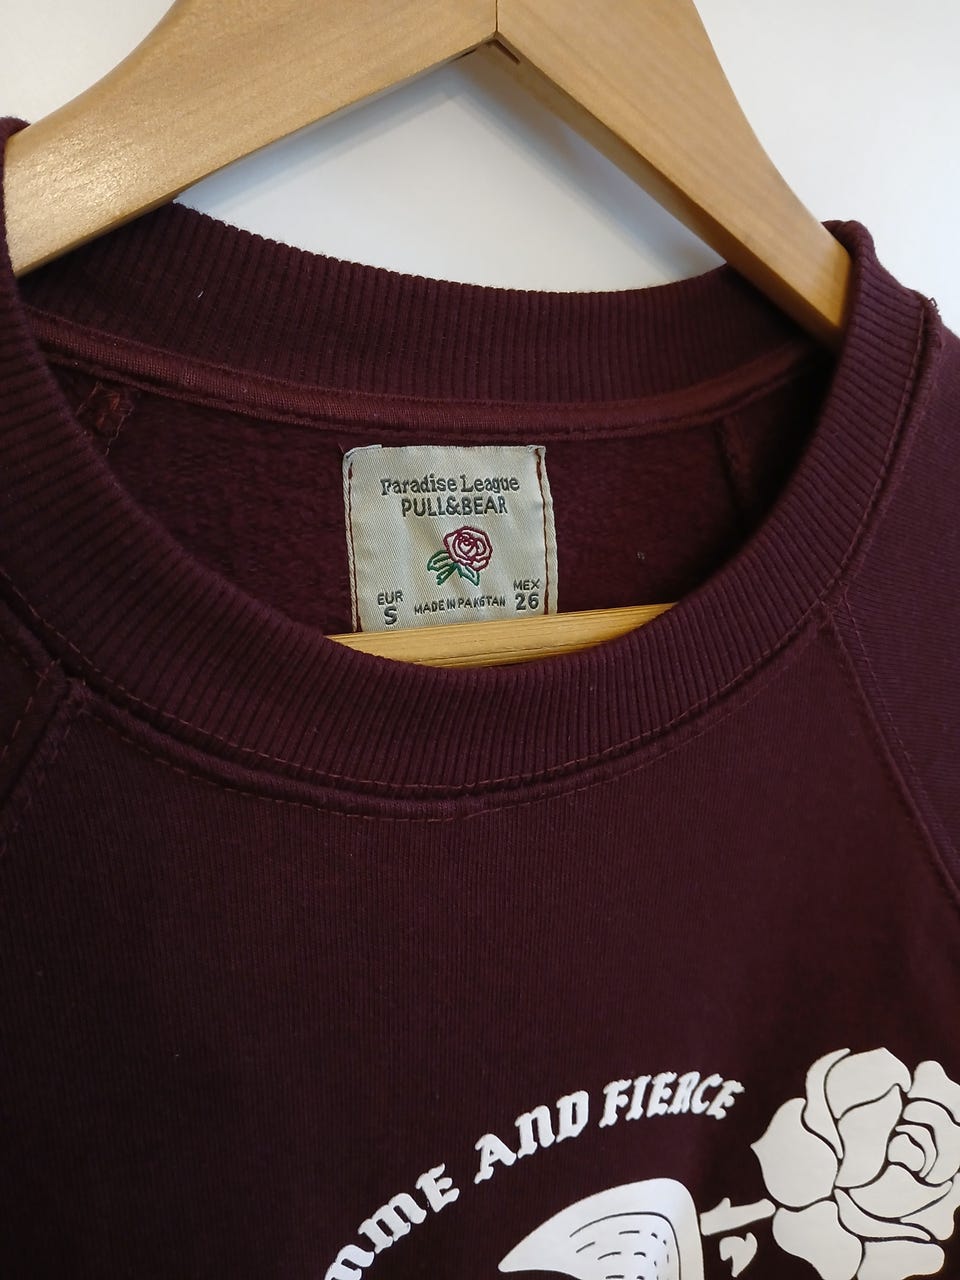 Paradise League
PULL&BEAR
EUR
S
MADE IN PAKISTAN
MEX
26
AND FIERCE